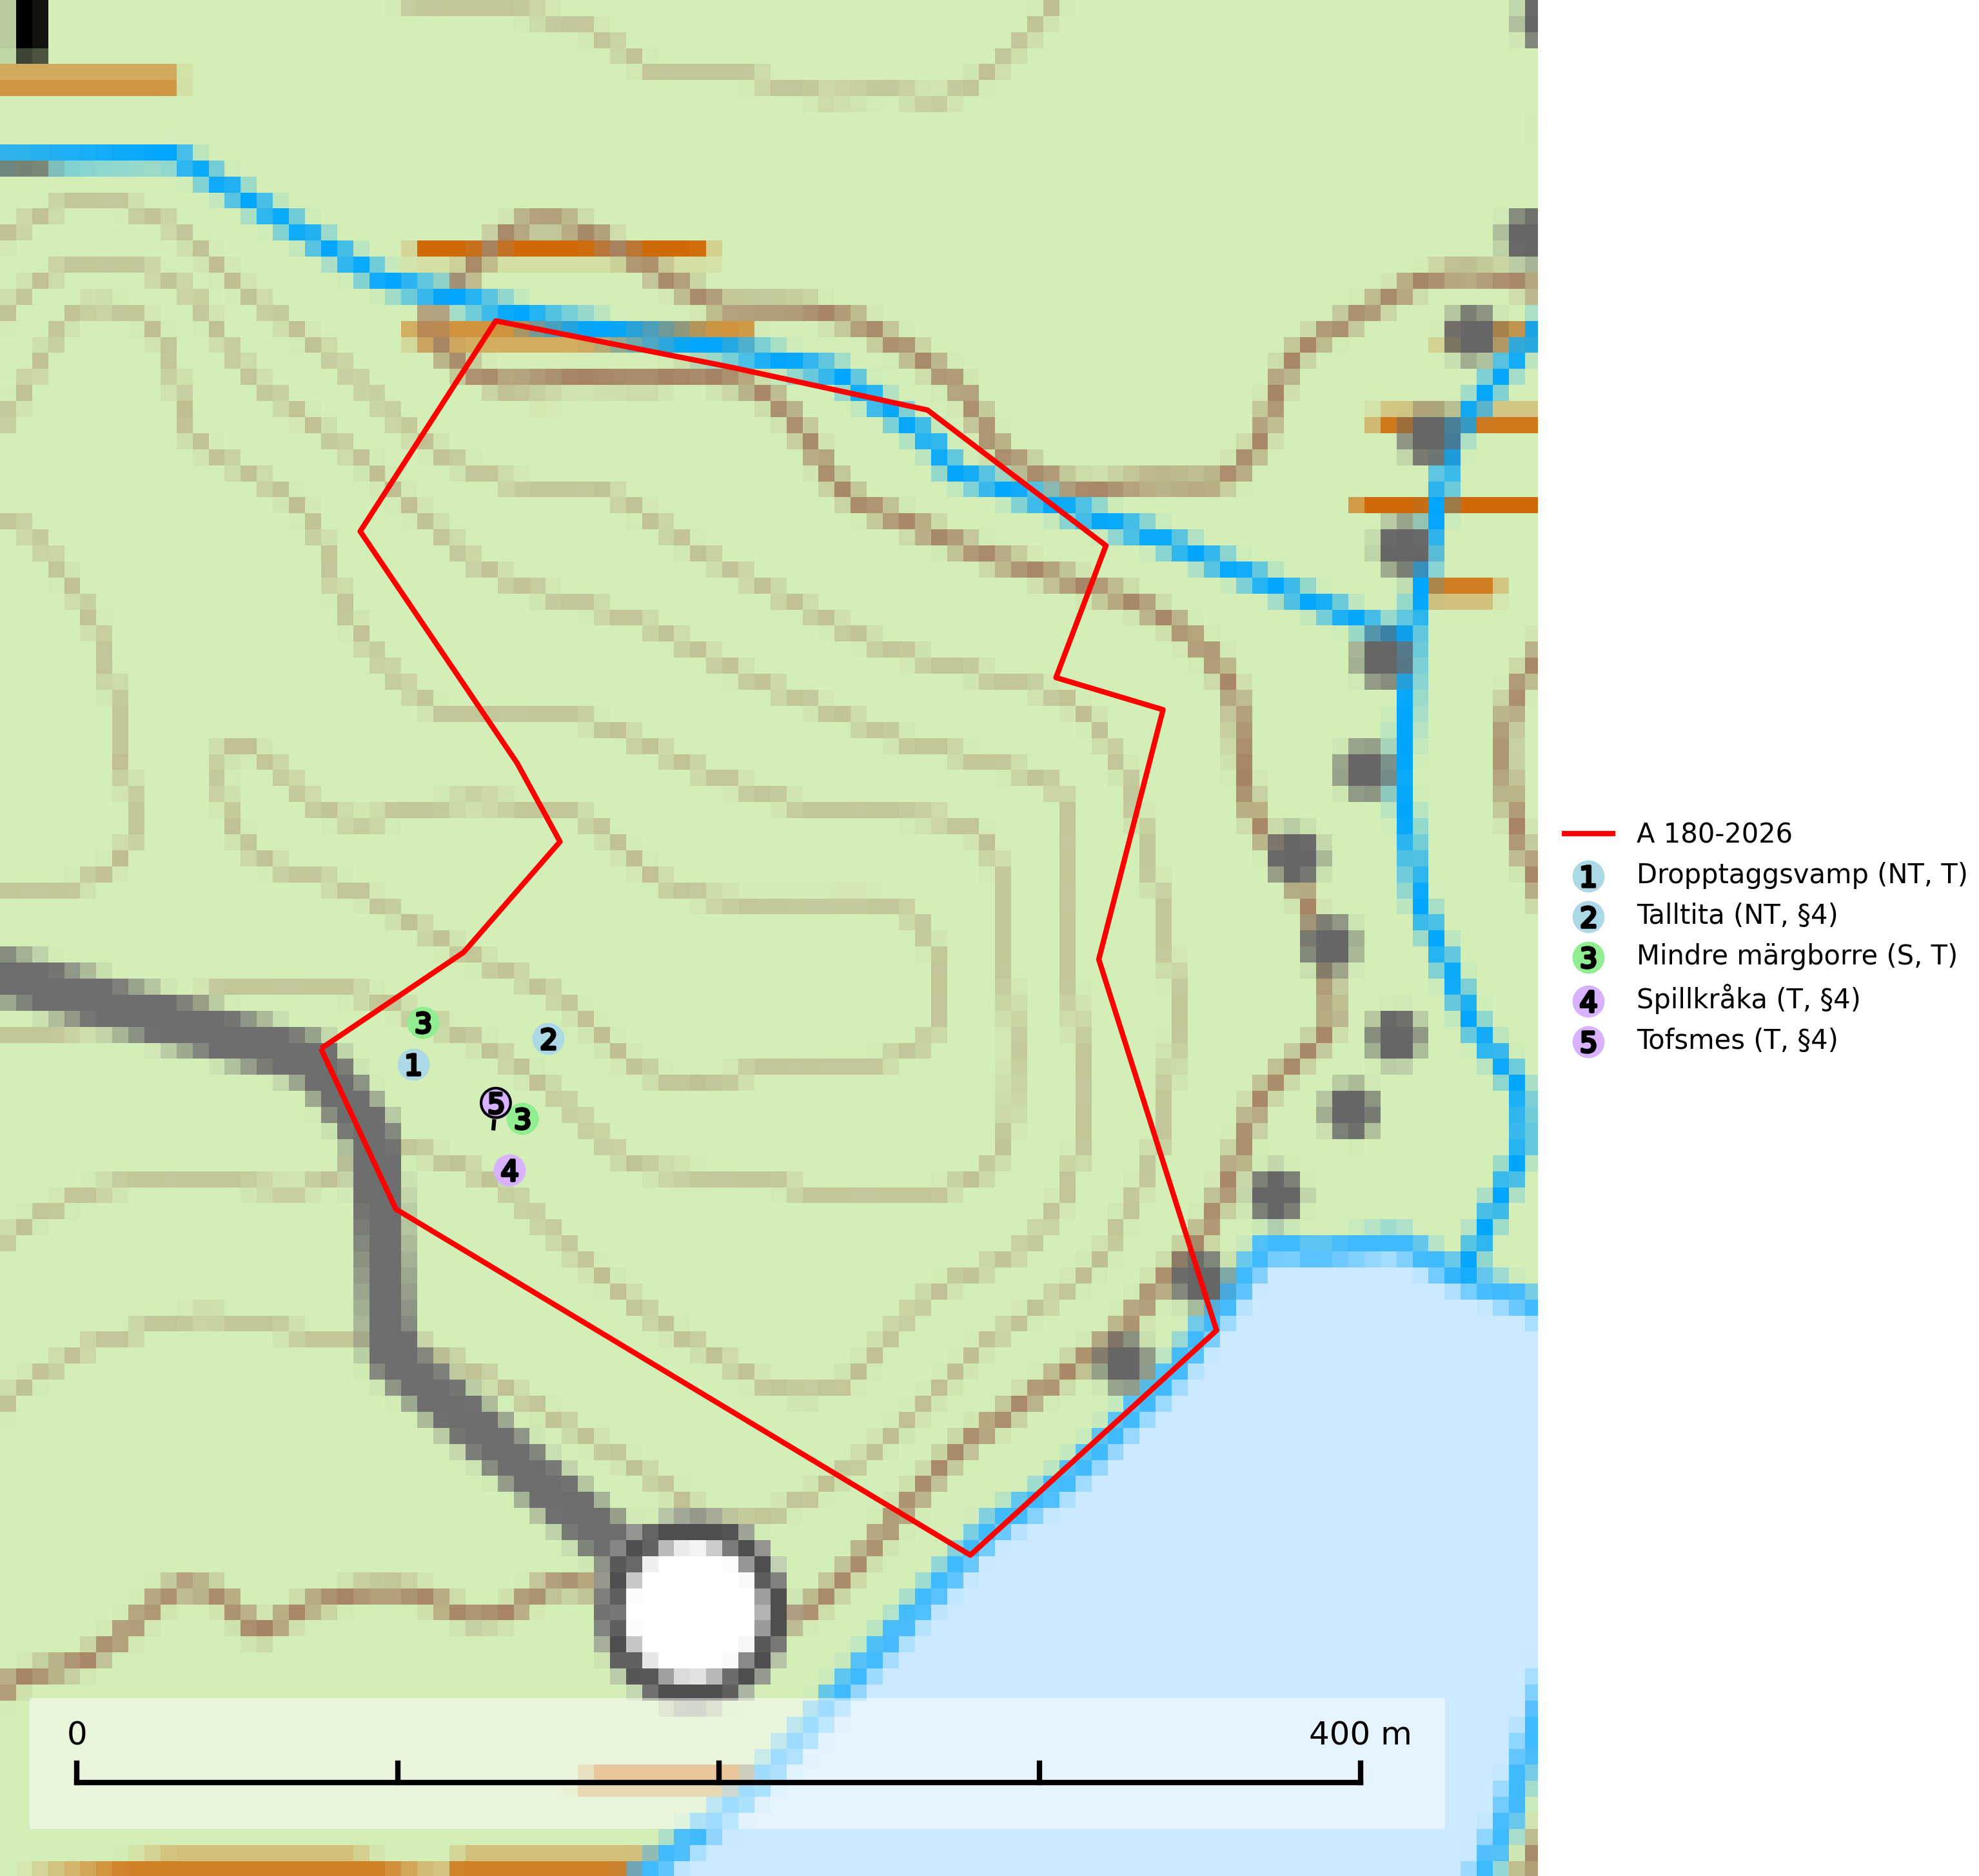 A 180-2026
1 Dropptaggsvamp (NT, T)
2 Talltita (NT, §4)
3 Mindre märgborre (S, T)
4 Spillkråka (T, §4)
5 Tofsmes (T, §4)
3
2
1
5
3
4
0 400 m